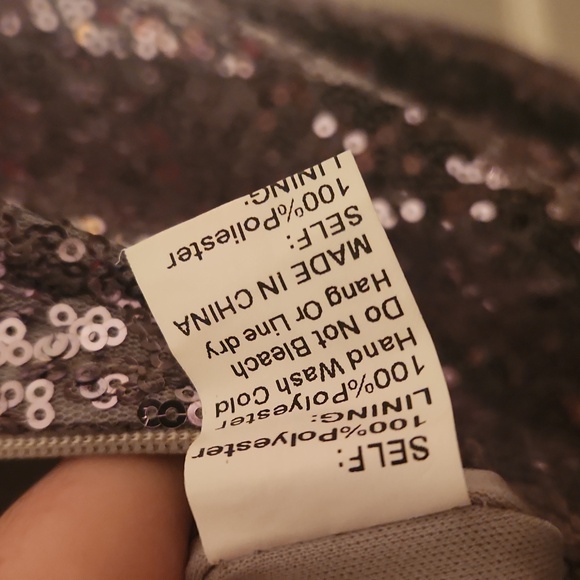 SELF:
100%Polyester
LINING:
100%Polyester
Hand Wash Cold
Do Not Bleach
Hang Or Line dry
MADE IN CHINA
SELF:
100%Poliester
LINING: